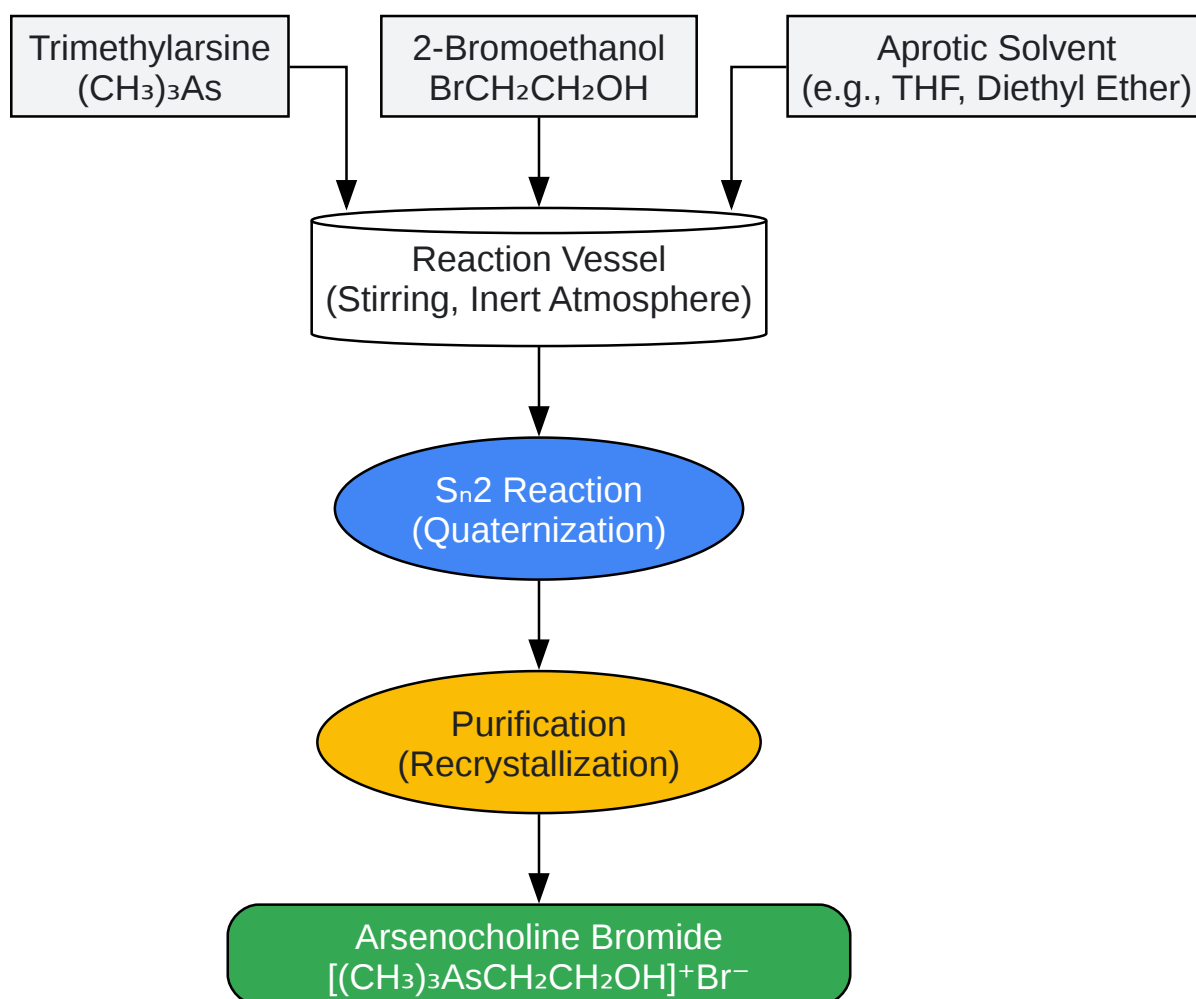 Trimethylarsine
(CH₃)₃As
2-Bromoethanol
BrCH₂CH₂OH
Aprotic Solvent
(e.g., THF, Diethyl Ether)
Reaction Vessel
(Stirring, Inert Atmosphere)
Sₙ2 Reaction
(Quaternization)
Purification
(Recrystallization)
Arsenocholine Bromide
[(CH₃)₃AsCH₂CH₂OH]⁺Br⁻